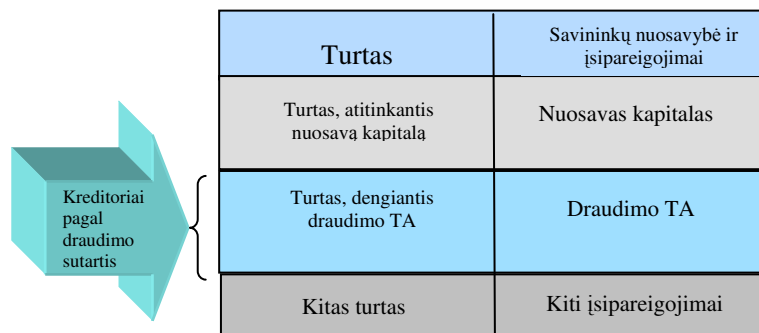 Turtas
Savininkų nuosavybė ir
įsipareigojimai
Turtas, atitinkantis
nuosavą kapitalą
Nuosavas kapitalas
Kreditoriai
pagal
draudimo
sutartis
Turtas, dengiantis
draudimo TA
Draudimo TA
Kitas turtas
Kiti įsipareigojimai